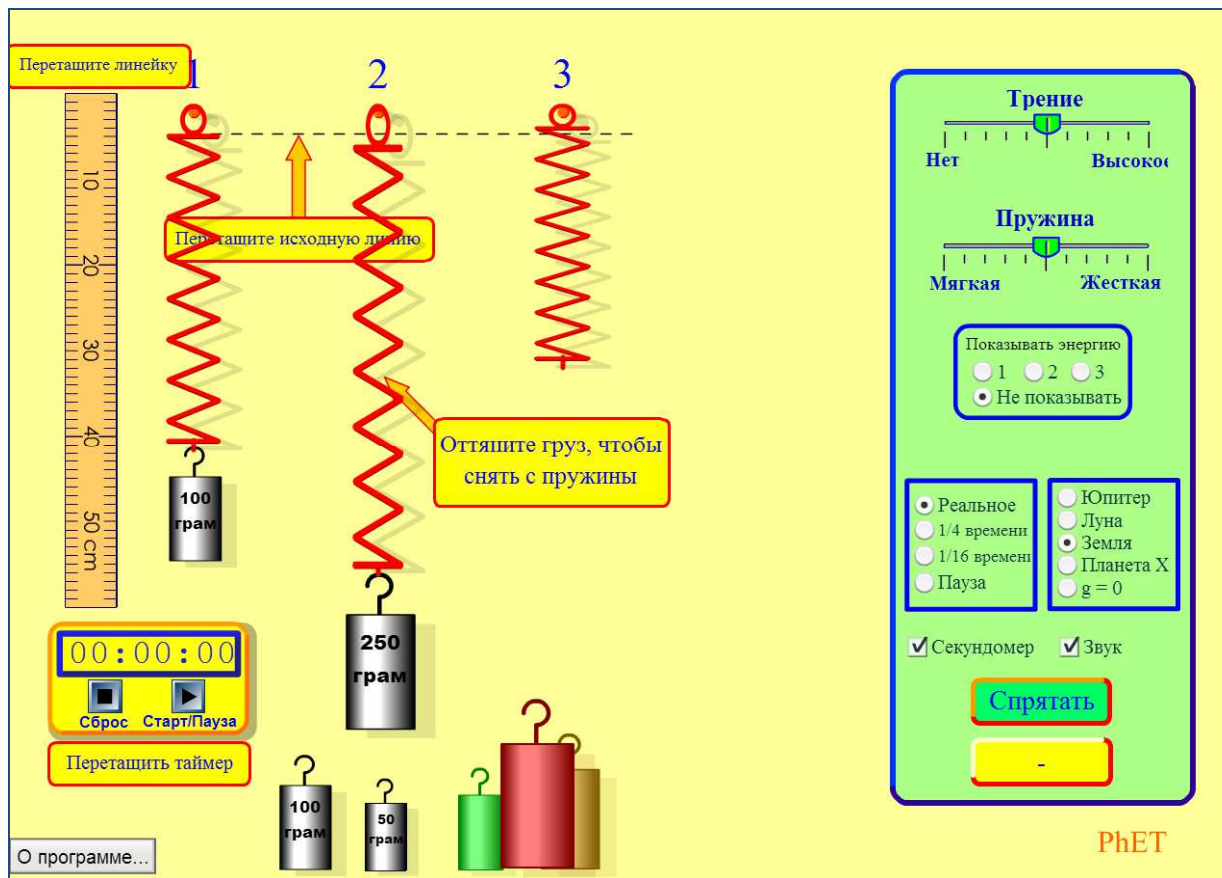 Перетащите линейку
1
2
3
10
20
30
40
50 cm
Перетащите исходную линию
Оттяпите груз, чтобы
снять с пружины
100
грам
250
грам
00:00:00
Сброс
Старт/Пауза
Перетащить таймер
100
грам
50
грам
О программе...
Трение
Нет
Высокое
Пружина
Мягкая
Жесткая
Показывать энергию
1
2
3
Не показывать
Реальное
1/4 времени
1/16 времени
Пауза
Юпитер
Луна
Земля
Планета X
g = 0
Секундомер
Звук
Спрятать
-
PhET